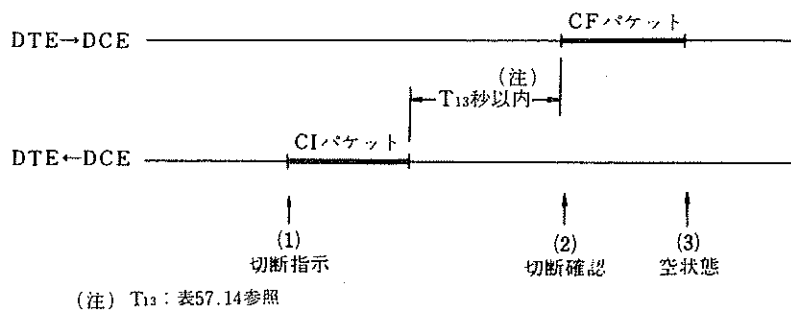 CFパケット
DTE→DCE
(注)
T13秒以内
CIパケット
DTE←DCE
(1)
切断指示
(2)
切断確認
(3)
空状態
(注) T13:表57.14参照